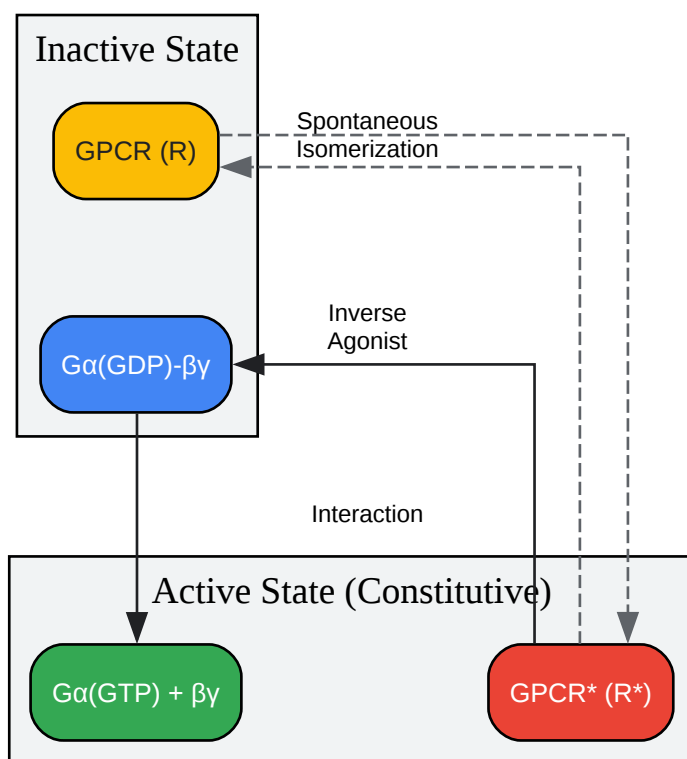 Inactive State
GPCR (R)
Spontaneous
Isomerization
Inverse
Agonist
Gα(GDP)-βγ
Interaction
Active State (Constitutive)
Gα(GTP) + βγ
GPCR* (R*)